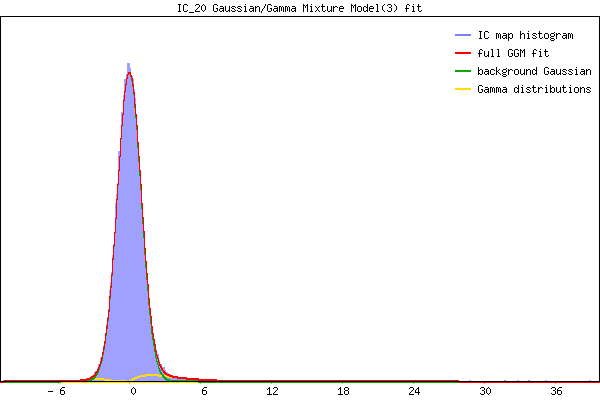 IC_20 Gaussian/Gamma Mixture Model(3) fit
IC map histogram
full GGM fit
background Gaussian
Gamma distributions
-6 0 6 12 18 24 30 36